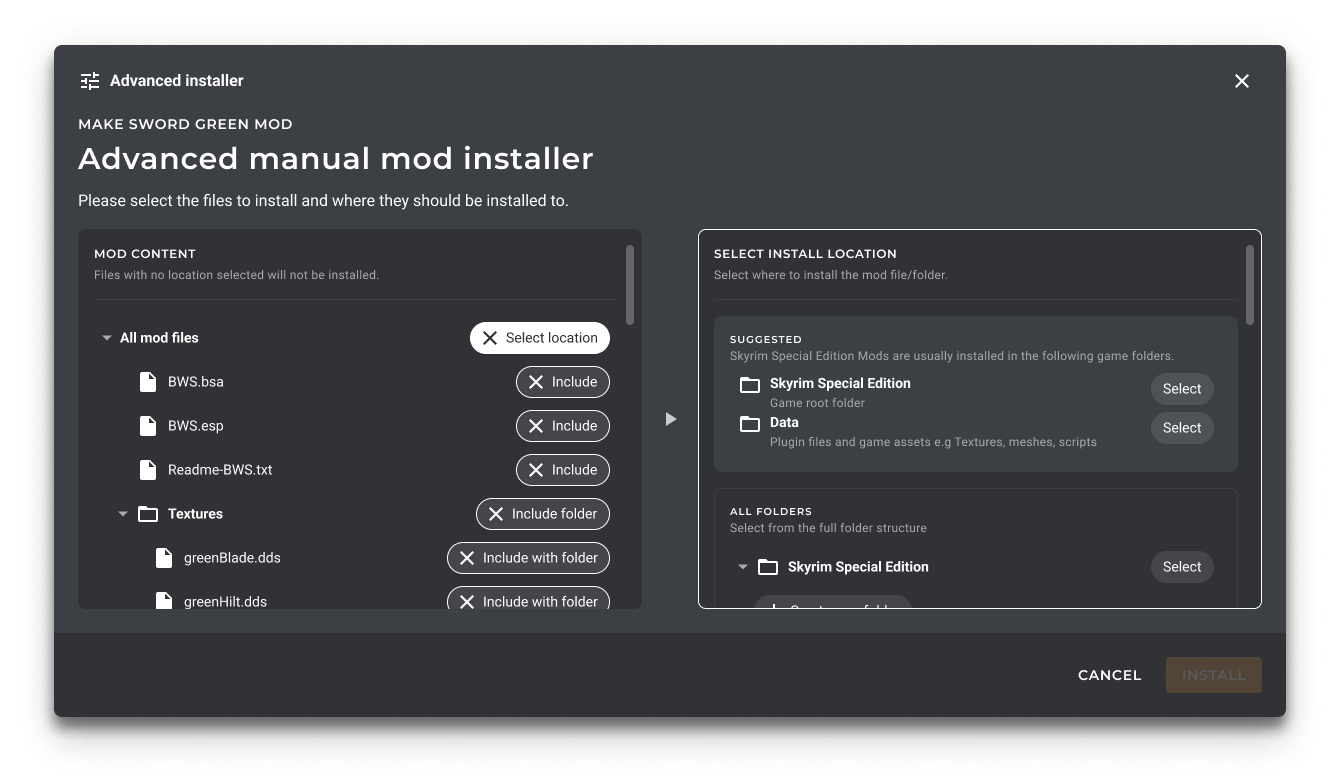 Advanced installer
MAKE SWORD GREEN MOD
Advanced manual mod installer
Please select the files to install and where they should be installed to.
MOD CONTENT
Files with no location selected will not be installed.
All mod files
Select location
BWS.bsa
Include
BWS.esp
Include
Readme-BWS.txt
Include
Textures
Include folder
greenBlade.dds
Include with folder
greenHilt.dds
Include with folder
SELECT INSTALL LOCATION
Select where to install the mod file/folder.
SUGGESTED
Skyrim Special Edition Mods are usually installed in the following game folders.
Skyrim Special Edition
Game root folder
Select
Data
Plugin files and game assets e.g Textures, meshes, scripts
Select
ALL FOLDERS
Select from the full folder structure
Skyrim Special Edition
Select
CANCEL
INSTALL